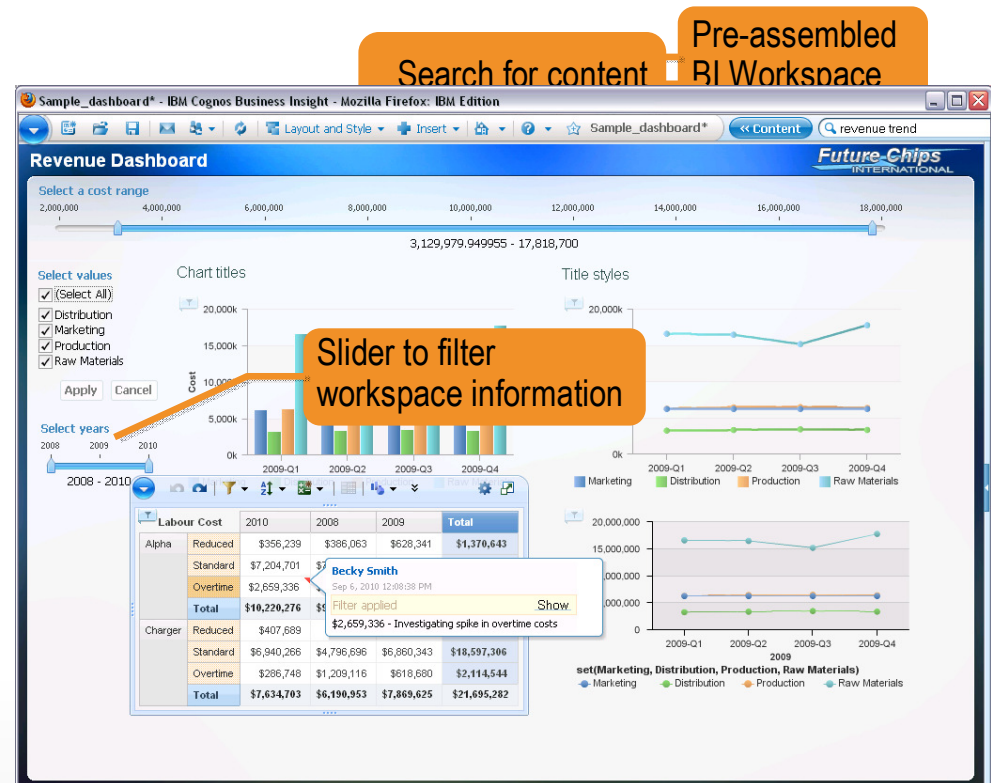 Pre-assembled
BI Workspace
Search for content
Sample_dashboard* - IBM Cognos Business Insight - Mozilla Firefox: IBM Edition
Layout and Style Insert Sample_dashboard* << Content revenue trend
Revenue Dashboard
Future Chips
INTERNATIONAL
Select a cost range
2,000,000 4,000,000 6,000,000 8,000,000 10,000,000 12,000,000 14,000,000 16,000,000 18,000,000
3,129,979.949955 - 17,818,700
Select values
(Select All)
Distribution
Marketing
Production
Raw Materials
Apply Cancel
Select years
2008 2009 2010
2008 - 2010
Chart titles
20,000k
15,000k
10,000k
5,000k
0k
Cost
2009-Q1 2009-Q2 2009-Q3 2009-Q4
Slider to filter
workspace information
Title styles
20,000k
0k
2009-Q1 2009-Q2 2009-Q3 2009-Q4
Marketing Distribution Production Raw Materials
Labour Cost 2010 2008 2009 Total
Alpha Reduced $356,239 $386,063 $628,341 $1,370,643
Standard $7,204,701
Overtime $2,659,336
Total $10,220,276
Charger Reduced $407,689
Standard $6,940,266 $4,796,696 $6,860,343 $18,597,306
Overtime $286,748 $1,209,116 $618,680 $2,114,544
Total $7,634,703 $6,190,953 $7,869,625 $21,695,282
Becky Smith
Sep 6, 2010 12:08:38 PM
Filter applied Show
$2,659,336 - Investigating spike in overtime costs
20,000,000
15,000,000
0
2009-Q1 2009-Q2 2009-Q3 2009-Q4
2009
set(Marketing, Distribution, Production, Raw Materials)
Marketing Distribution Production Raw Materials